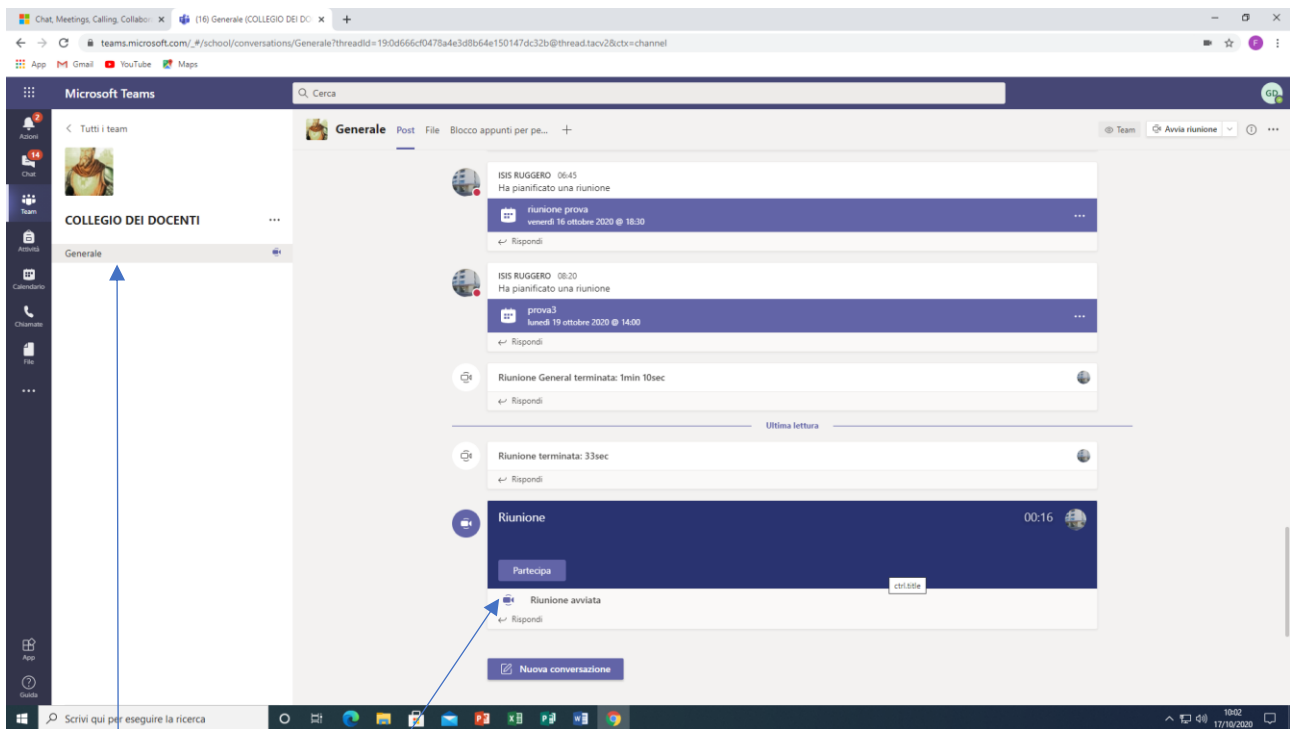 Chat, Meetings, Calling, Collabo
(16) Generale (COLLEGIO DEI DO
teams.microsoft.com/_#/school/conversations/Generale?threadId=19:0d666cf0478a4e3d8b64e150147dc32b@thread.tacv2&ctx=channel
F
App Gmail YouTube Maps
Microsoft Teams
Cerca
GD
2
Azioni
14
Chat
Team
Attività
Calendario
Chiamate
File
Tutti i team
COLLEGIO DEI DOCENTI
Generale
Generale Post File Blocco appunti per pe...
Team Avvia riunione
ISIS RUGGERO 06:45
Ha pianificato una riunione
riunione prova
venerdì 16 ottobre 2020 @ 18:30
Rispondi
ISIS RUGGERO 08:20
Ha pianificato una riunione
prova3
lunedì 19 ottobre 2020 @ 14:00
Rispondi
Riunione General terminata: 1min 10sec
Rispondi
Ultima lettura
Riunione terminata: 33sec
Rispondi
Riunione 00:16
Partecipa
ctrl.title
Riunione avviata
Rispondi
Nuova conversazione
App
Guida
Scrivi qui per eseguire la ricerca
10:02
17/10/2020